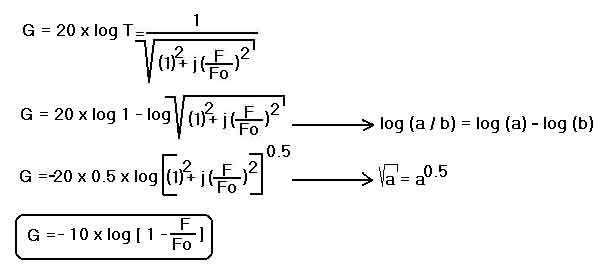 G = 20 x log T = 1 / √((1)² + j (F/Fo)²)
G = 20 x log 1 - log √((1)² + j (F/Fo)²) → log (a / b) = log (a) - log (b)
G =-20 x 0.5 x log [(1)² + j (F/Fo)²]^0.5 → √a = a^0.5
G =- 10 x log [ 1 - F/Fo ]